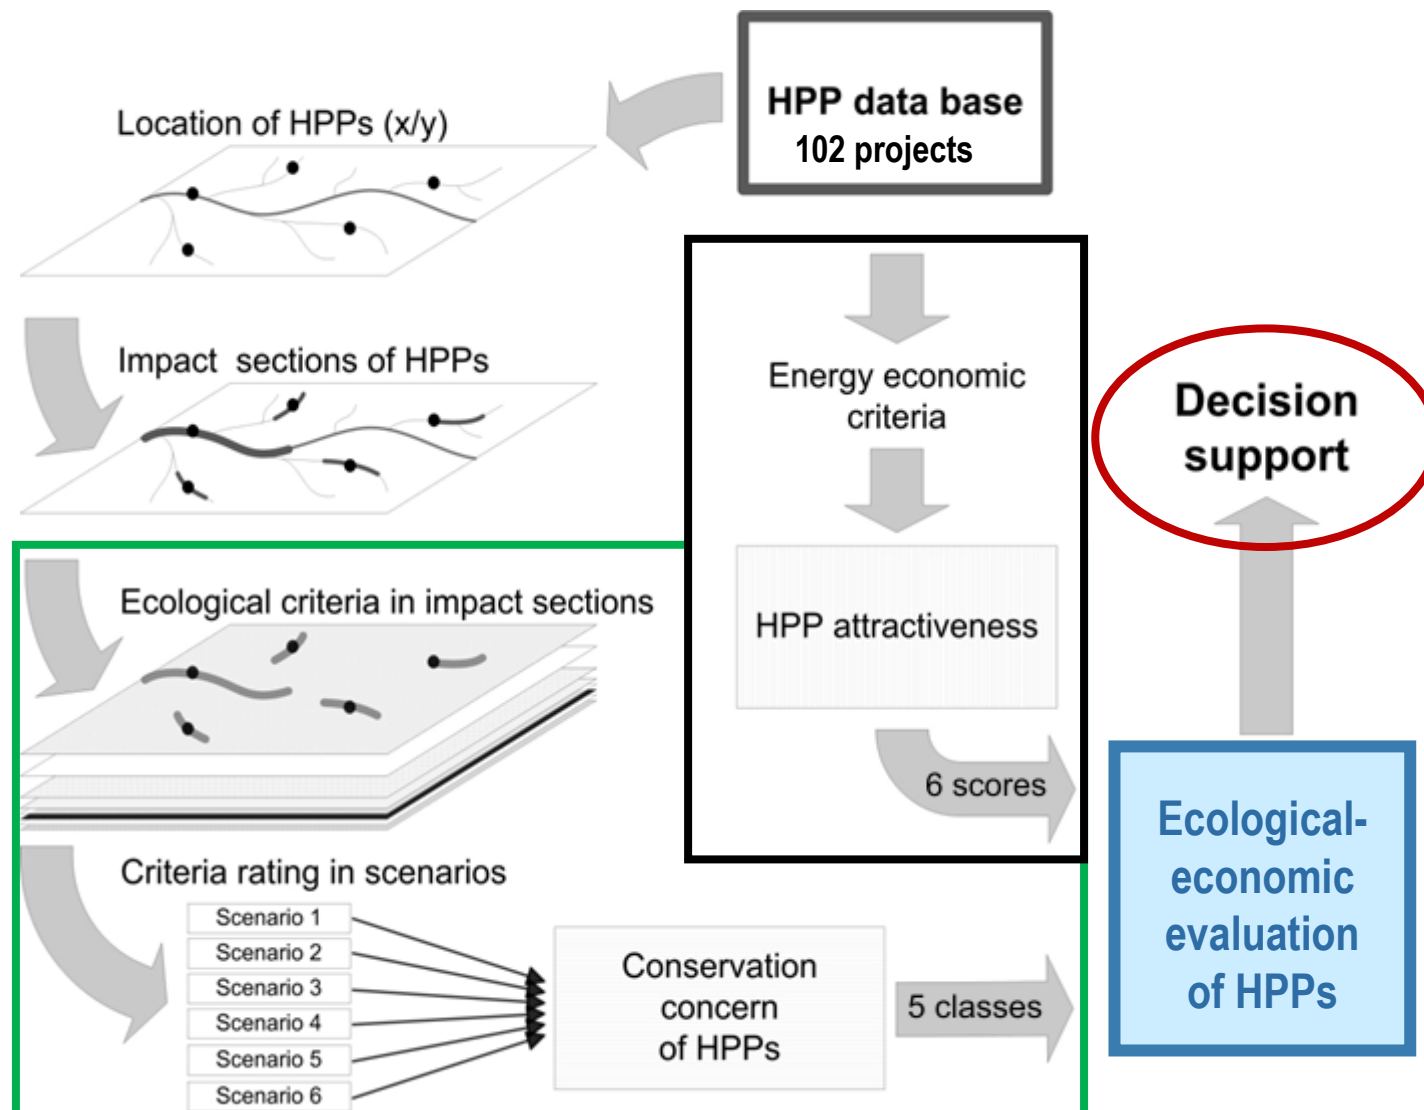 HPP data base
102 projects
Location of HPPs (x/y)
Impact sections of HPPs
Energy economic
criteria
HPP attractiveness
6 scores
Decision
support
Ecological criteria in impact sections
Criteria rating in scenarios
Scenario 1
Scenario 2
Scenario 3
Scenario 4
Scenario 5
Scenario 6
Conservation
concern
of HPPs
5 classes
Ecological-
economic
evaluation
of HPPs